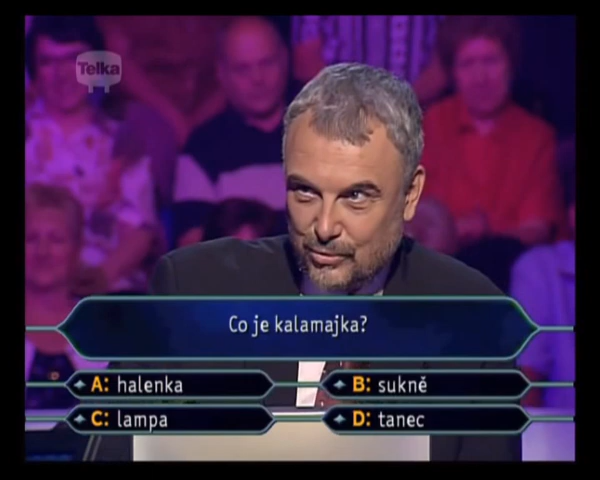 Telka
Co je kalamajka?
A: halenka
B: sukně
C: lampa
D: tanec